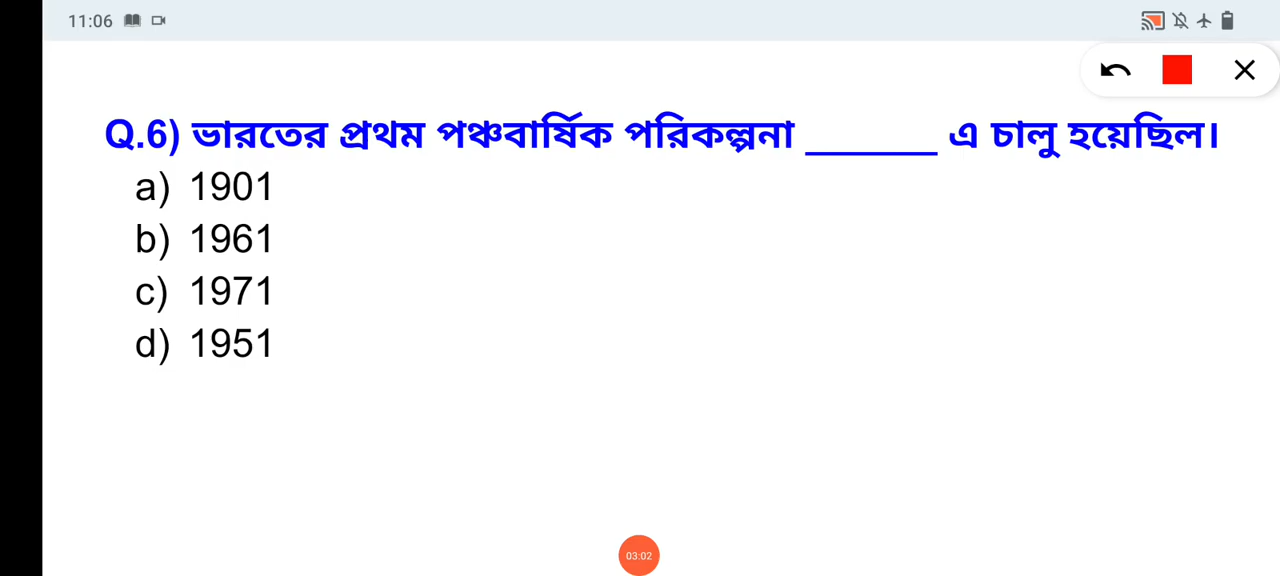 11:06
Q.6) ভারতের প্রথম পঞ্চবার্ষিক পরিকল্পনা ______ এ চালু হয়েছিল।
a) 1901
b) 1961
c) 1971
d) 1951
03:02